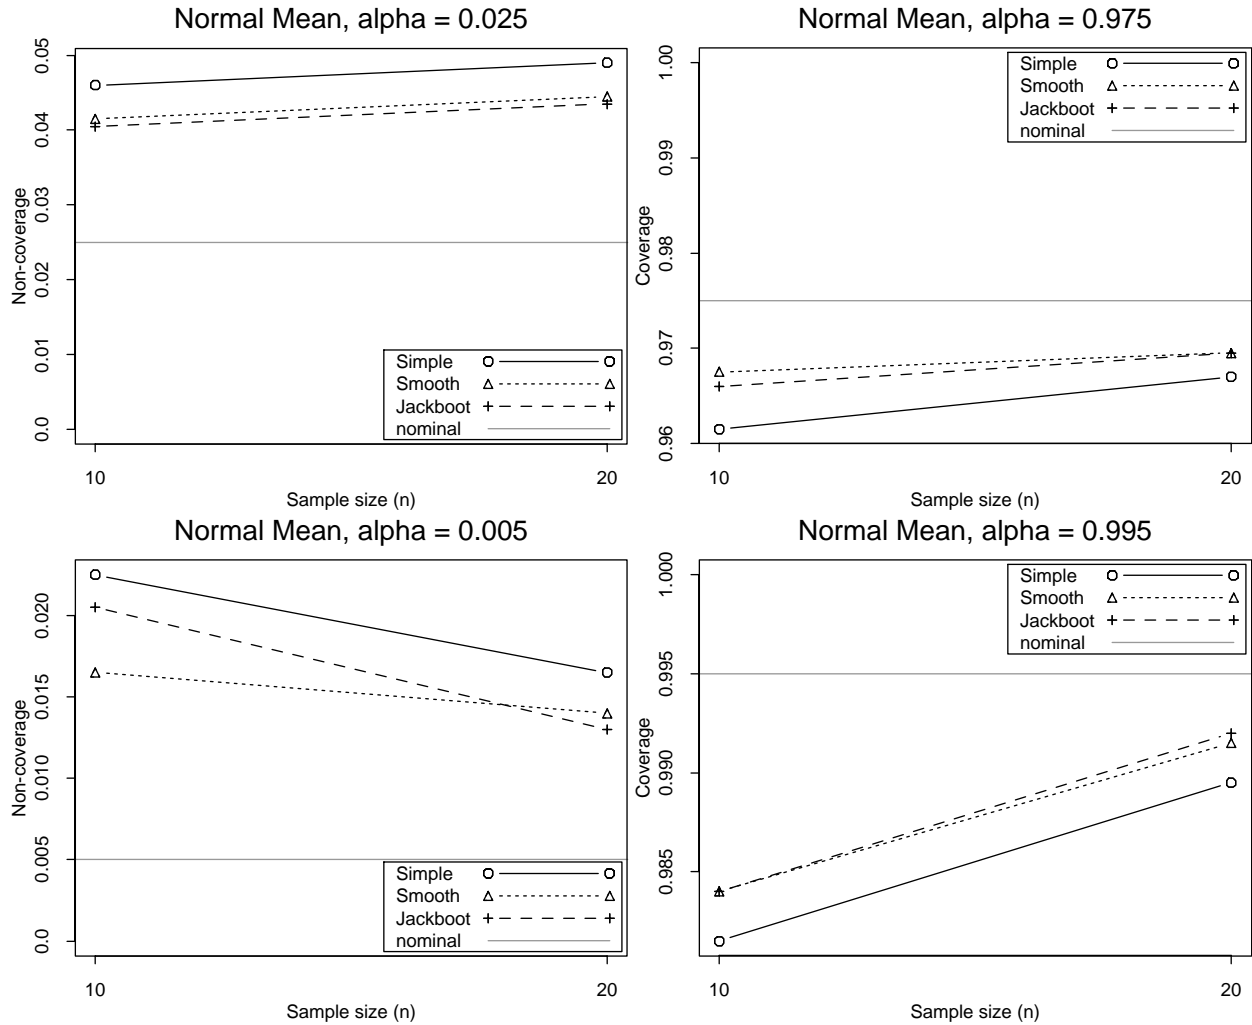 Normal Mean, alpha = 0.025
Non-coverage
0.05
0.04
0.03
0.02
0.01
0.0
Simple
Smooth
Jackboot
nominal
10 20
Sample size (n)
Normal Mean, alpha = 0.975
Coverage
1.00
0.99
0.98
0.97
0.96
Simple
Smooth
Jackboot
nominal
10 20
Sample size (n)
Normal Mean, alpha = 0.005
Non-coverage
0.020
0.015
0.010
0.005
0.0
Simple
Smooth
Jackboot
nominal
10 20
Sample size (n)
Normal Mean, alpha = 0.995
Coverage
1.000
0.995
0.990
0.985
Simple
Smooth
Jackboot
nominal
10 20
Sample size (n)